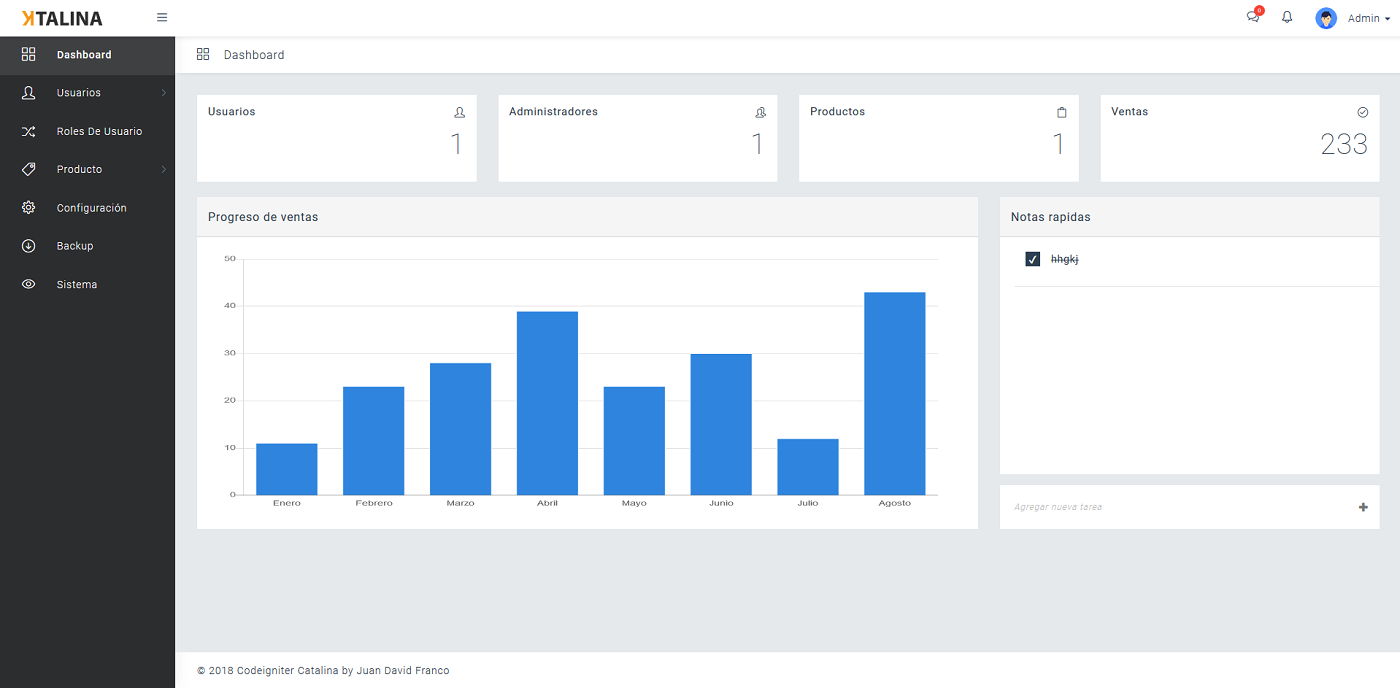 KTALINA
0
Admin
Dashboard
Usuarios
Roles De Usuario
Producto
Configuración
Backup
Sistema
Dashboard
Usuarios
1
Administradores
1
Productos
1
Ventas
233
Progreso de ventas
50
40
30
20
10
0
Enero Febrero Marzo Abril Mayo Junio Julio Agosto
Notas rapidas
hhgkj
Agregar nueva tarea
© 2018 Codeigniter Catalina by Juan David Franco